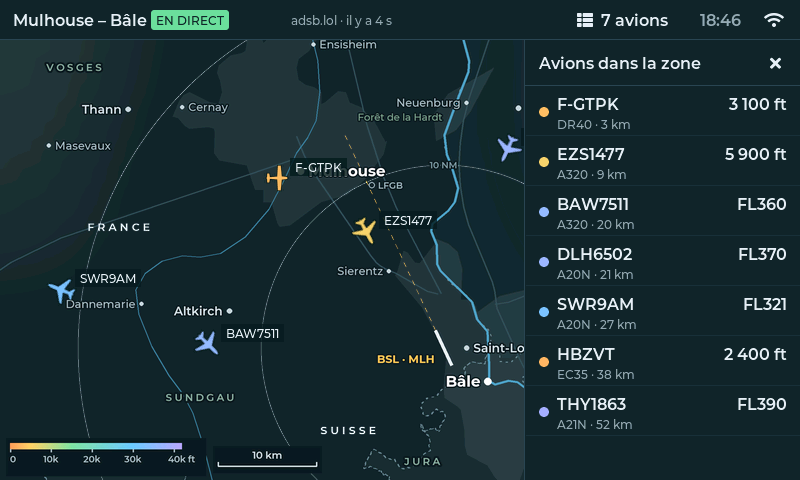 Mulhouse – Bâle EN DIRECT
adsb.lol · il y a 4 s
7 avions
18:46
Avions dans la zone
F-GTPK 3 100 ft
DR40 · 3 km
EZS1477 5 900 ft
A320 · 9 km
BAW7511 FL360
A320 · 20 km
DLH6502 FL370
A20N · 21 km
SWR9AM FL321
A20N · 27 km
HBZVT 2 400 ft
EC35 · 38 km
THY1863 FL390
A21N · 52 km
Ensisheim
VOSGES
Thann
Cernay
Neuenburg
Forêt de la Hardt
Masevaux
10 NM
F-GTPK
ouse
LFGB
FRANCE
EZS1477
Sierentz
SWR9AM
Dannemarie
Altkirch
BAW7511
Saint-Lo
BSL · MLH
Bâle
SUNDGAU
SUISSE
JURA
0 10k 20k 30k 40k ft
10 km